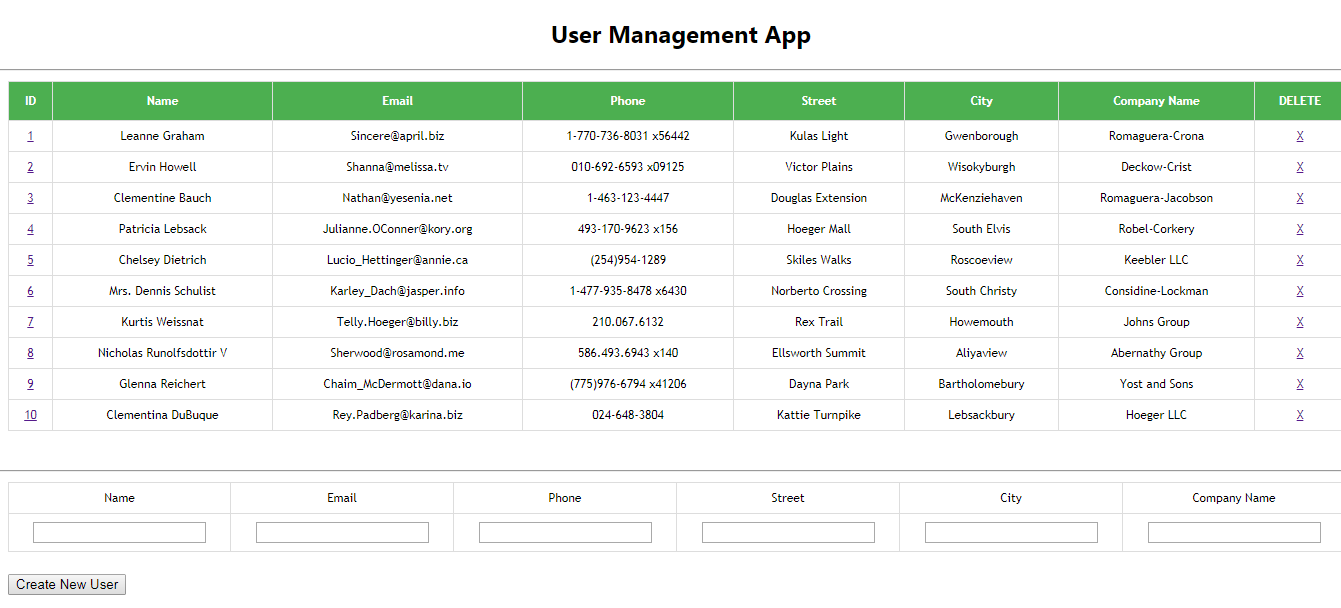 User Management App
ID Name Email Phone Street City Company Name DELETE
1 Leanne Graham Sincere@april.biz 1-770-736-8031 x56442 Kulas Light Gwenborough Romaguera-Crona X
2 Ervin Howell Shanna@melissa.tv 010-692-6593 x09125 Victor Plains Wisokyburgh Deckow-Crist X
3 Clementine Bauch Nathan@yesenia.net 1-463-123-4447 Douglas Extension McKenziehaven Romaguera-Jacobson X
4 Patricia Lebsack Julianne.OConner@kory.org 493-170-9623 x156 Hoeger Mall South Elvis Robel-Corkery X
5 Chelsey Dietrich Lucio_Hettinger@annie.ca (254)954-1289 Skiles Walks Roscoeview Keebler LLC X
6 Mrs. Dennis Schulist Karley_Dach@jasper.info 1-477-935-8478 x6430 Norberto Crossing South Christy Considine-Lockman X
7 Kurtis Weissnat Telly.Hoeger@billy.biz 210.067.6132 Rex Trail Howemouth Johns Group X
8 Nicholas Runolfsdottir V Sherwood@rosamond.me 586.493.6943 x140 Ellsworth Summit Aliyaview Abernathy Group X
9 Glenna Reichert Chaim_McDermott@dana.io (775)976-6794 x41206 Dayna Park Bartholomebury Yost and Sons X
10 Clementina DuBuque Rey.Padberg@karina.biz 024-648-3804 Kattie Turnpike Lebsackbury Hoeger LLC X
Name Email Phone Street City Company Name
Create New User